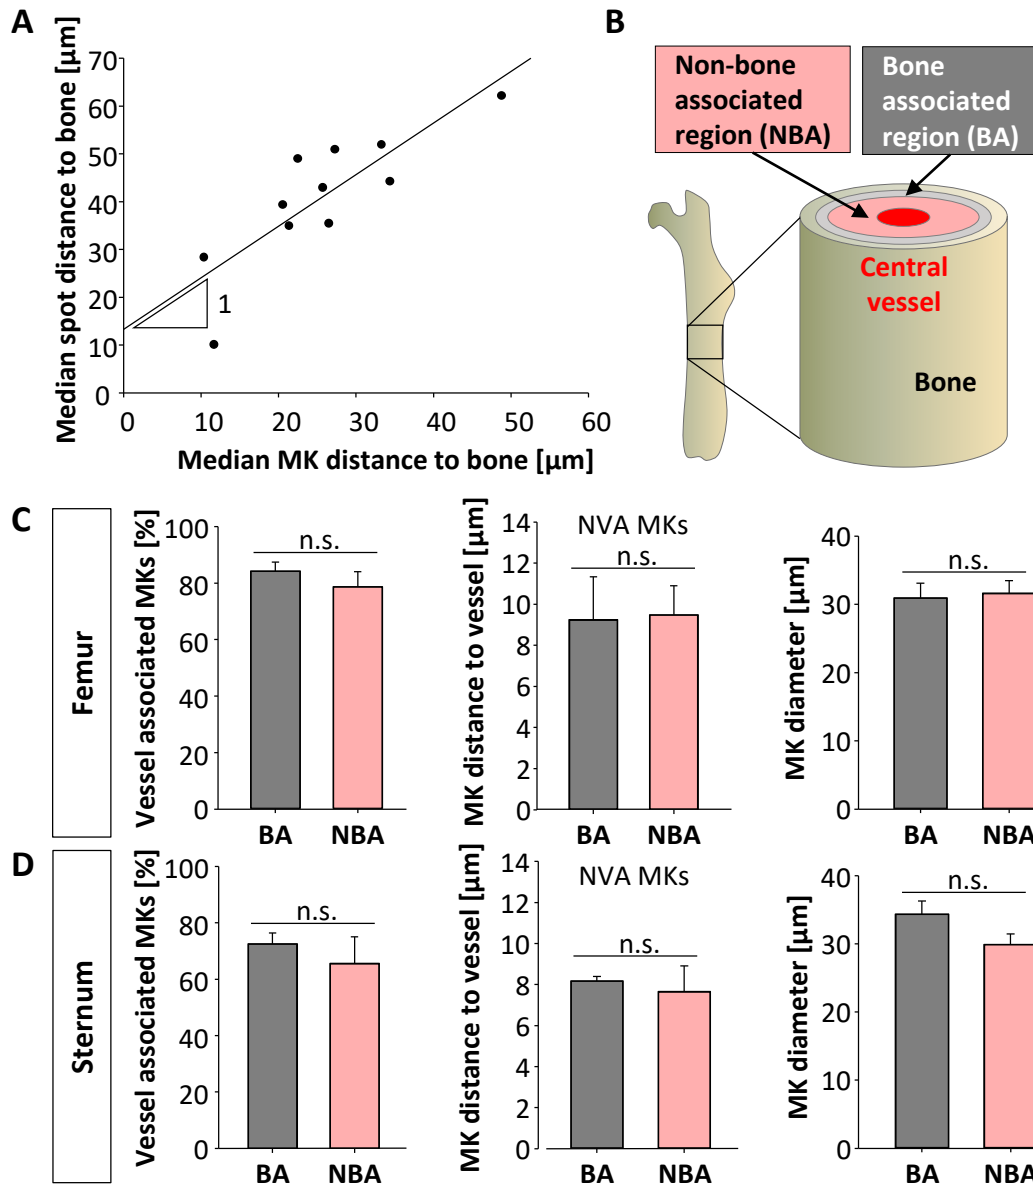 A
Median spot distance to bone [µm]
70
60
50
40
30
20
10
0
1
0 10 20 30 40 50 60
Median MK distance to bone [µm]
B
Non-bone
associated
region (NBA)
Bone
associated
region (BA)
Central
vessel
Bone
C
Femur
Vessel associated MKs [%]
100
80
60
40
20
0
n.s.
BA NBA
MK distance to vessel [µm]
14
12
10
8
6
4
2
0
NVA MKs
n.s.
BA NBA
MK diameter [µm]
40
30
20
10
0
n.s.
BA NBA
D
Sternum
Vessel associated MKs [%]
100
80
60
40
20
0
n.s.
BA NBA
MK distance to vessel [µm]
14
12
10
8
6
4
2
0
NVA MKs
n.s.
BA NBA
MK diameter [µm]
40
30
20
10
0
n.s.
BA NBA